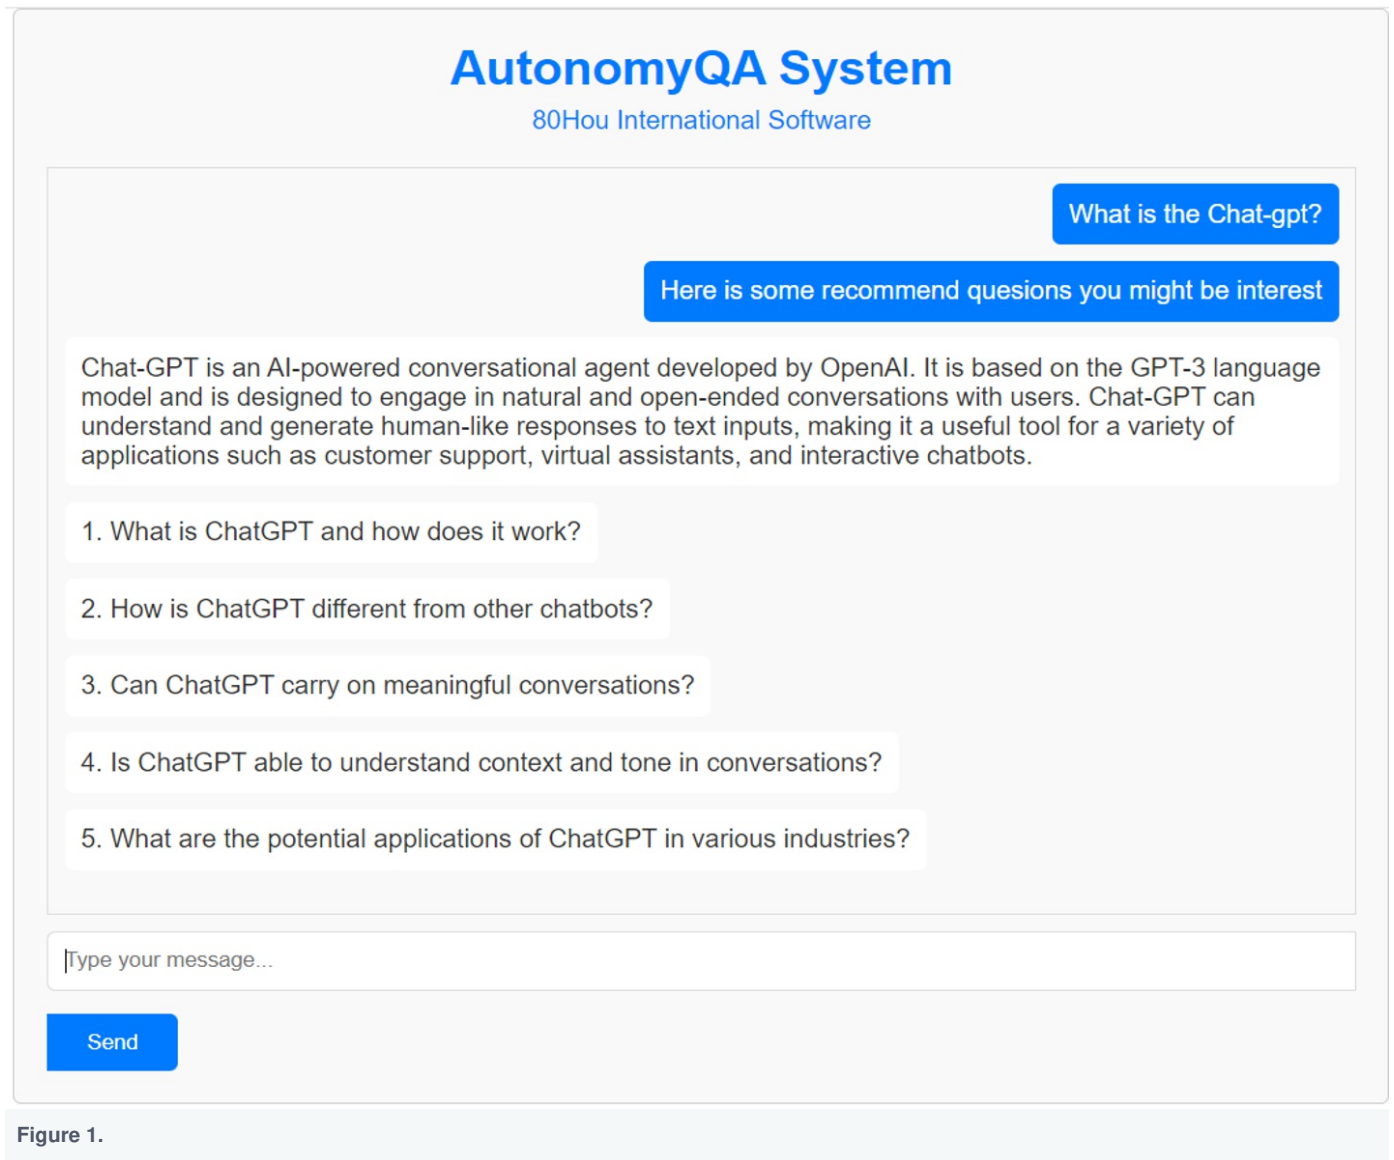 AutonomyQA System
80Hou International Software
What is the Chat-gpt?
Here is some recommend quesions you might be interest
Chat-GPT is an AI-powered conversational agent developed by OpenAI. It is based on the GPT-3 language
model and is designed to engage in natural and open-ended conversations with users. Chat-GPT can
understand and generate human-like responses to text inputs, making it a useful tool for a variety of
applications such as customer support, virtual assistants, and interactive chatbots.
1. What is ChatGPT and how does it work?
2. How is ChatGPT different from other chatbots?
3. Can ChatGPT carry on meaningful conversations?
4. Is ChatGPT able to understand context and tone in conversations?
5. What are the potential applications of ChatGPT in various industries?
Type your message...
Send
Figure 1.